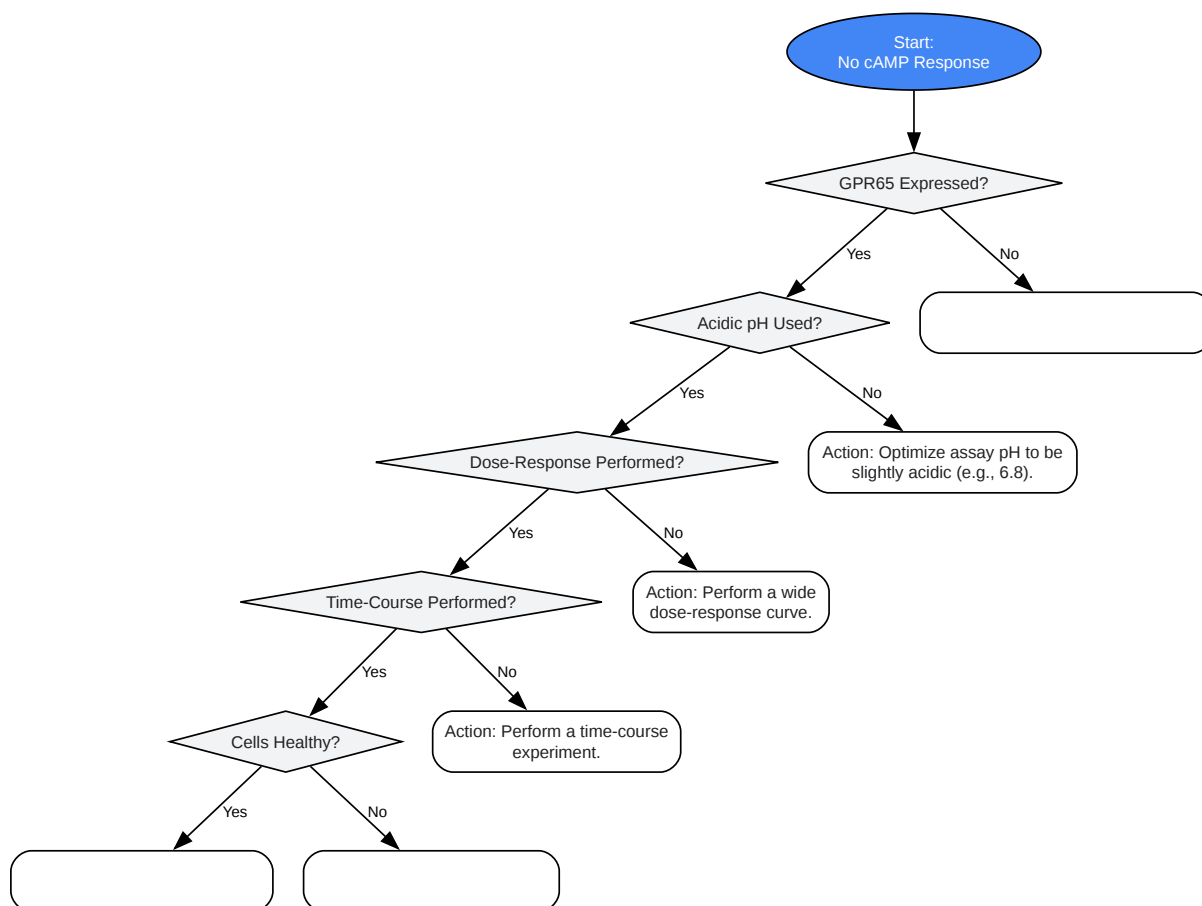 Start:
No cAMP Response
GPR65 Expressed?
Yes
No
Acidic pH Used?
Yes
No
Dose-Response Performed?
Action: Optimize assay pH to be
slightly acidic (e.g., 6.8).
Yes
No
Time-Course Performed?
Action: Perform a wide
dose-response curve.
Yes
No
Cells Healthy?
Action: Perform a time-course
experiment.
Yes
No